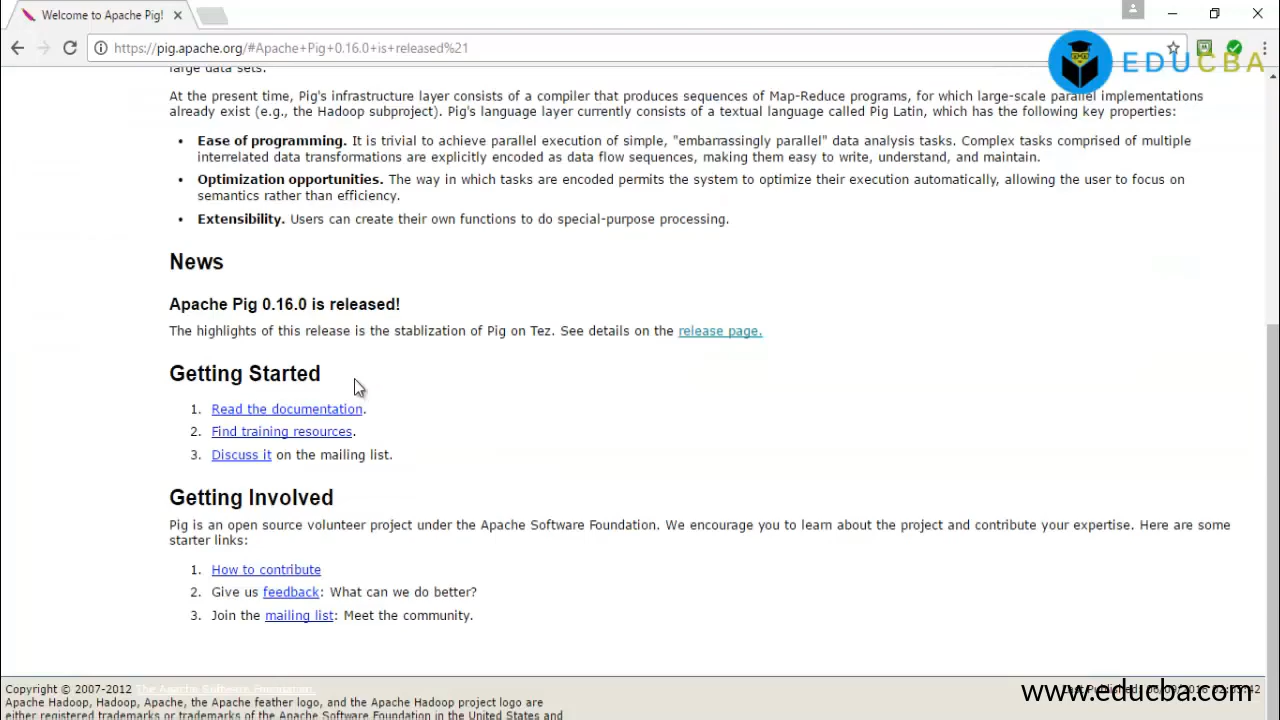 Welcome to Apache Pig!
https://pig.apache.org/#Apache+Pig+0.16.0+is+released%21
EDUCBA
large data sets.
At the present time, Pig's infrastructure layer consists of a compiler that produces sequences of Map-Reduce programs, for which large-scale parallel implementations
already exist (e.g., the Hadoop subproject). Pig's language layer currently consists of a textual language called Pig Latin, which has the following key properties:
• Ease of programming. It is trivial to achieve parallel execution of simple, "embarrassingly parallel" data analysis tasks. Complex tasks comprised of multiple
interrelated data transformations are explicitly encoded as data flow sequences, making them easy to write, understand, and maintain.
• Optimization opportunities. The way in which tasks are encoded permits the system to optimize their execution automatically, allowing the user to focus on
semantics rather than efficiency.
• Extensibility. Users can create their own functions to do special-purpose processing.
News
Apache Pig 0.16.0 is released!
The highlights of this release is the stablization of Pig on Tez. See details on the release page.
Getting Started
1. Read the documentation.
2. Find training resources.
3. Discuss it on the mailing list.
Getting Involved
Pig is an open source volunteer project under the Apache Software Foundation. We encourage you to learn about the project and contribute your expertise. Here are some
starter links:
1. How to contribute
2. Give us feedback: What can we do better?
3. Join the mailing list: Meet the community.
Copyright © 2007-2012 The Apache Software Foundation.
www.educba.com
Apache Hadoop, Hadoop, Apache, the Apache feather logo, and the Apache Hadoop project logo are
either registered trademarks or trademarks of the Apache Software Foundation in the United States and